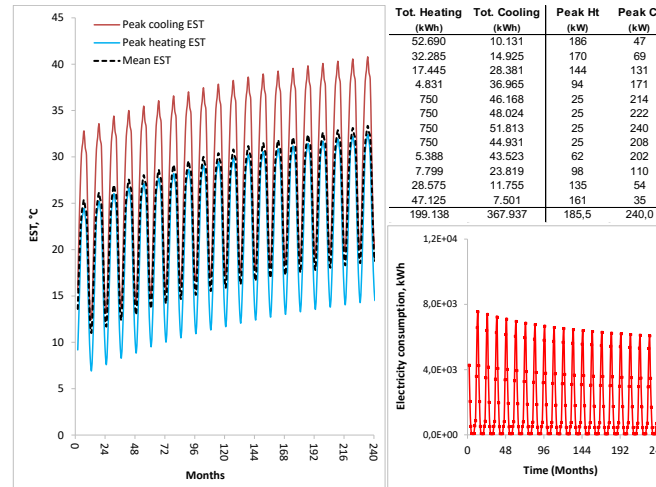 Peak cooling EST
Peak heating EST
Mean EST
45
40
35
30
25
20
15
10
5
0
EST, °C
0 24 48 72 96 120 144 168 192 216 240
Months
Tot. Heating Tot. Cooling Peak Ht Peak C
(kWh) (kWh) (kW) (kW
52.690 10.131 186 47
32.285 14.925 170 69
17.445 28.381 144 131
4.831 36.965 94 171
750 46.168 25 214
750 48.024 25 222
750 51.813 25 240
750 44.931 25 208
5.388 43.523 62 202
7.799 23.819 98 110
28.575 11.755 135 54
47.125 7.501 161 35
199.138 367.937 185,5 240,0
1,2E+04
8,0E+03
4,0E+03
0,0E+00
Electricity consumption, kWh
0 48 96 144 192 24
Time (Months)